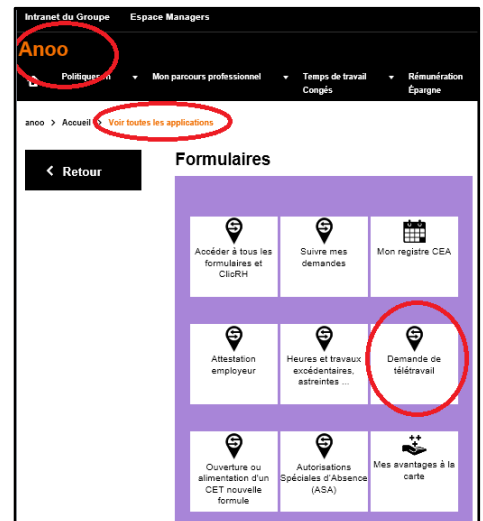 Intranet du Groupe Espace Managers
Anoo
Politiques Mon parcours professionnel Temps de travail Congés Rémunération Épargne
anoo > Accueil > Voir toutes les applications
< Retour
Formulaires
Accéder à tous les formulaires et ClicRH
Suivre mes demandes
Mon registre CEA
Attestation employeur
Heures et travaux excédentaires, astreintes ...
Demande de télétravail
Ouverture ou alimentation d'un CET nouvelle formule
Autorisations Spéciales d'Absence (ASA)
Mes avantages à la carte